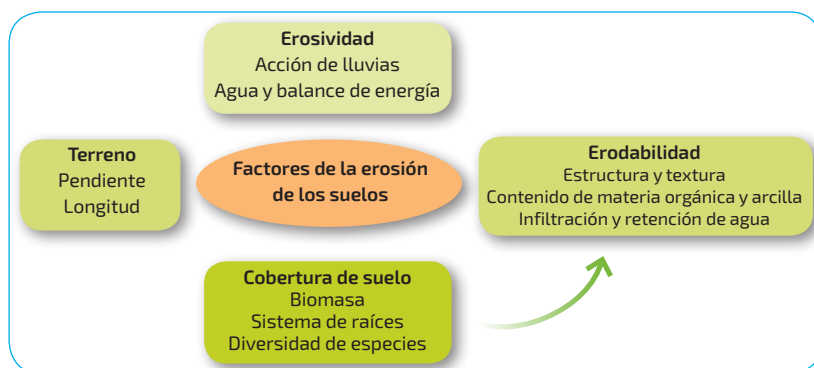 Erosividad
Acción de lluvias
Agua y balance de energía
Terreno
Pendiente
Longitud
Factores de la erosión
de los suelos
Erodabilidad
Estructura y textura
Contenido de materia orgánica y arcilla
Infiltración y retención de agua
Cobertura de suelo
Biomasa
Sistema de raíces
Diversidad de especies